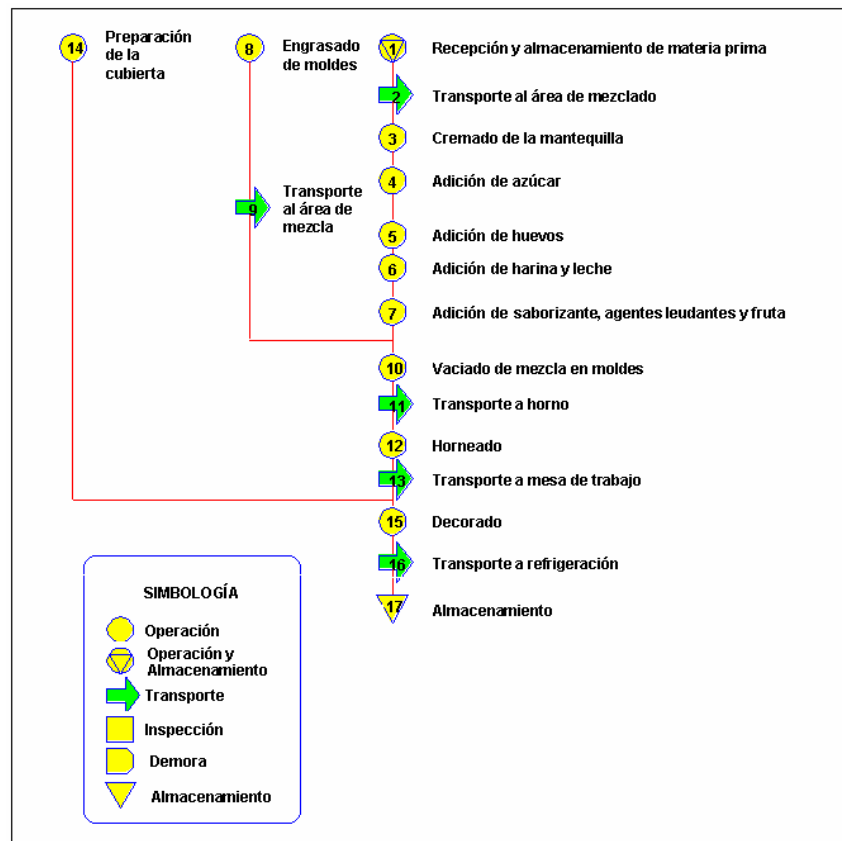 14
Preparación
de la
cubierta
8
Engrasado
de moldes
1
Recepción y almacenamiento de materia prima
2
Transporte al área de mezclado
3
Cremado de la mantequilla
4
Adición de azúcar
9
Transporte
al área de
mezcla
5
Adición de huevos
6
Adición de harina y leche
7
Adición de saborizante, agentes leudantes y fruta
10
Vaciado de mezcla en moldes
11
Transporte a horno
12
Horneado
13
Transporte a mesa de trabajo
15
Decorado
16
Transporte a refrigeración
17
Almacenamiento
SIMBOLOGÍA
Operación
Operación y
Almacenamiento
Transporte
Inspección
Demora
Almacenamiento